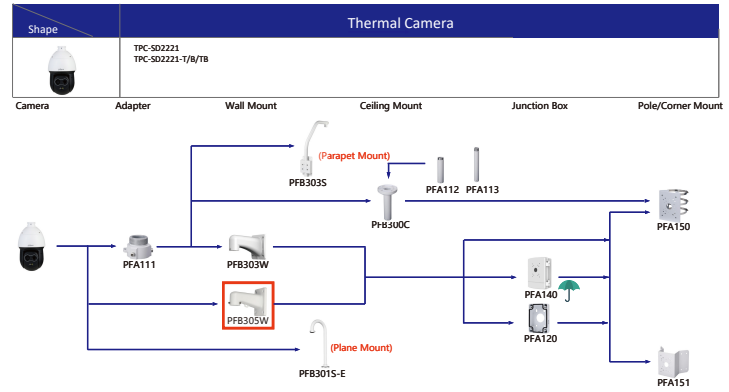 Shape
Thermal Camera
TPC-SD2221
TPC-SD2221-T/B/TB
Camera
Adapter
Wall Mount
Ceiling Mount
Junction Box
Pole/Corner Mount
(Parapet Mount)
PFB303S
PFA112
PFA113
PFB300C
PFA150
PFA111
PFB303W
PFA140
PFB305W
PFA120
(Plane Mount)
PFB301S-E
PFA151